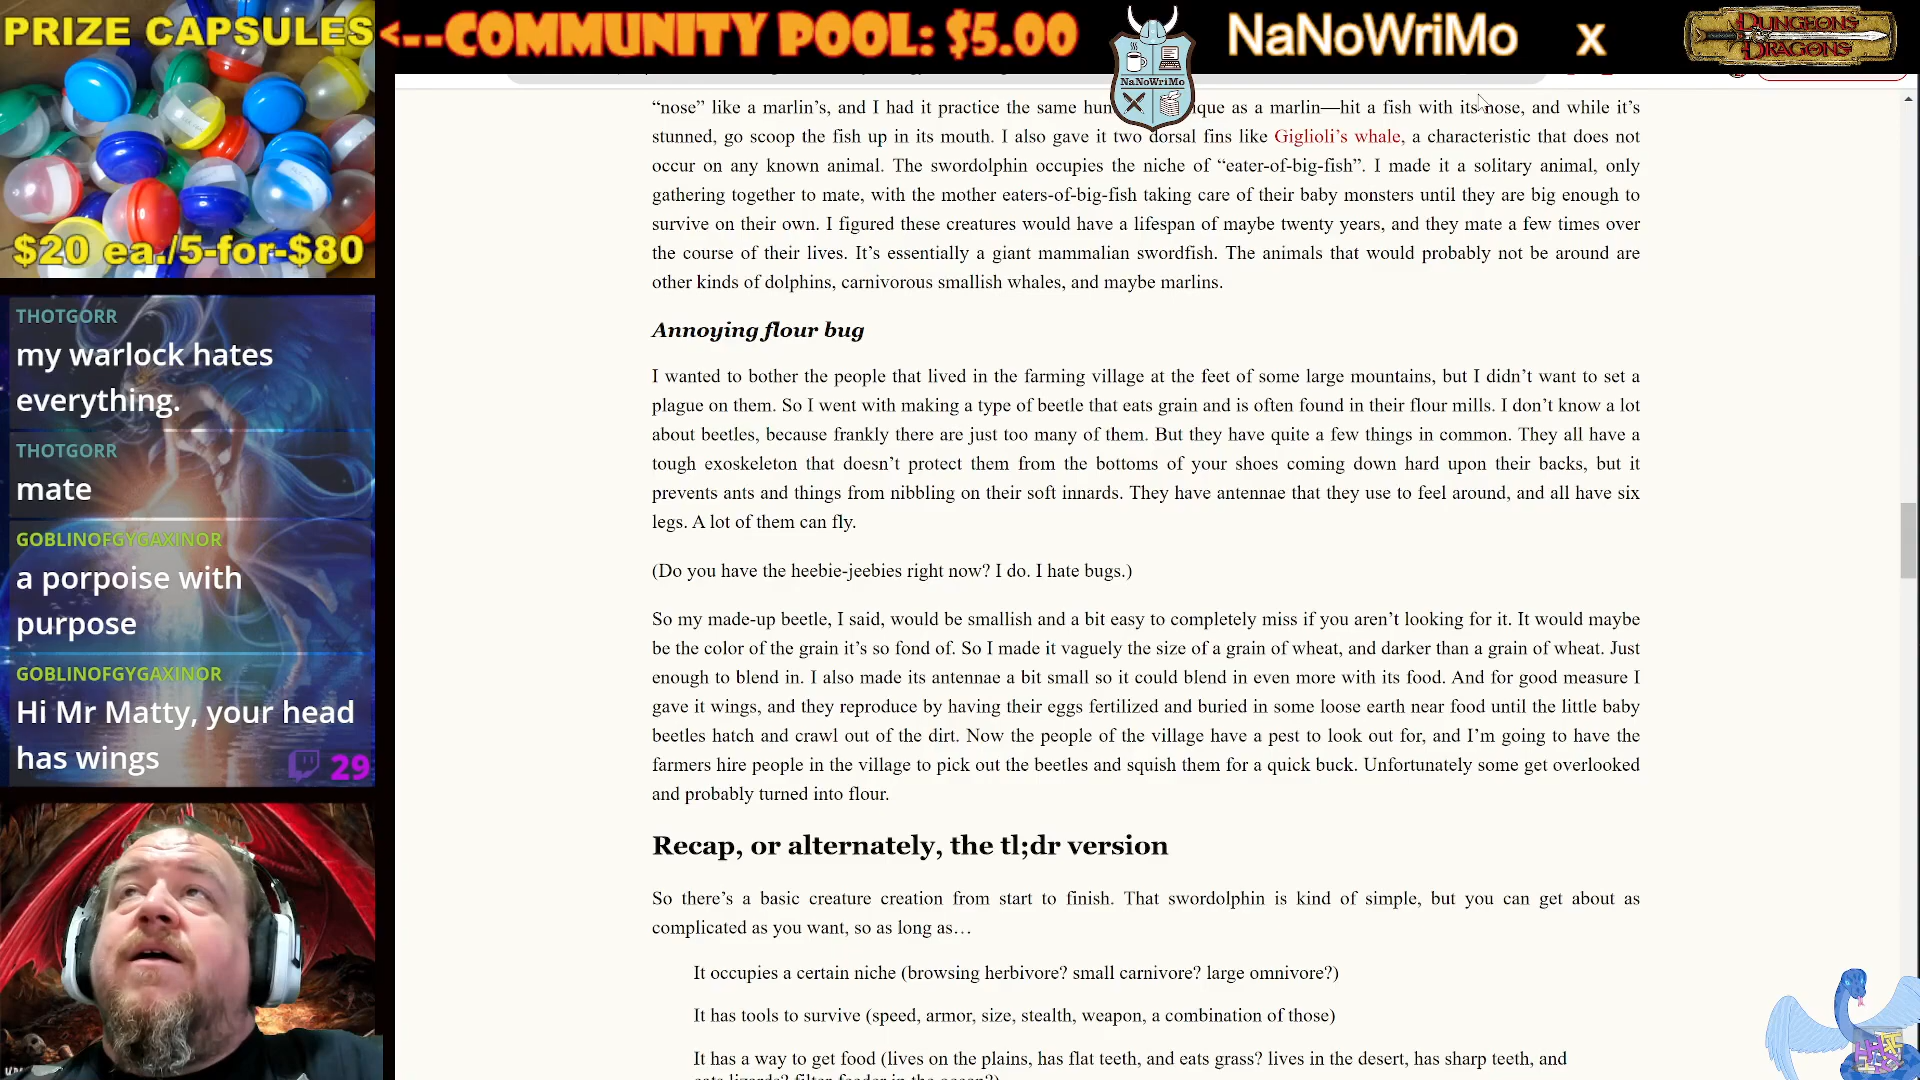 PRIZE CAPSULES
<--COMMUNITY POOL: $5.00
NaNoWriMo
NaNoWriMo
x
DUNGEONS
DRAGONS
$20 ea./5-for-$80
THOTGORR
my warlock hates
everything.
THOTGORR
mate
GOBLINOFGYGAXINOR
a porpoise with
purpose
GOBLINOFGYGAXINOR
Hi Mr Matty, your head
has wings
29
“nose” like a marlin’s, and I had it practice the same hun que as a marlin—hit a fish with its nose, and while it’s
stunned, go scoop the fish up in its mouth. I also gave it two dorsal fins like Giglioli’s whale, a characteristic that does not
occur on any known animal. The swordolphin occupies the niche of “eater-of-big-fish”. I made it a solitary animal, only
gathering together to mate, with the mother eaters-of-big-fish taking care of their baby monsters until they are big enough to
survive on their own. I figured these creatures would have a lifespan of maybe twenty years, and they mate a few times over
the course of their lives. It’s essentially a giant mammalian swordfish. The animals that would probably not be around are
other kinds of dolphins, carnivorous smallish whales, and maybe marlins.
Annoying flour bug
I wanted to bother the people that lived in the farming village at the feet of some large mountains, but I didn’t want to set a
plague on them. So I went with making a type of beetle that eats grain and is often found in their flour mills. I don’t know a lot
about beetles, because frankly there are just too many of them. But they have quite a few things in common. They all have a
tough exoskeleton that doesn’t protect them from the bottoms of your shoes coming down hard upon their backs, but it
prevents ants and things from nibbling on their soft innards. They have antennae that they use to feel around, and all have six
legs. A lot of them can fly.
(Do you have the heebie-jeebies right now? I do. I hate bugs.)
So my made-up beetle, I said, would be smallish and a bit easy to completely miss if you aren’t looking for it. It would maybe
be the color of the grain it’s so fond of. So I made it vaguely the size of a grain of wheat, and darker than a grain of wheat. Just
enough to blend in. I also made its antennae a bit small so it could blend in even more with its food. And for good measure I
gave it wings, and they reproduce by having their eggs fertilized and buried in some loose earth near food until the little baby
beetles hatch and crawl out of the dirt. Now the people of the village have a pest to look out for, and I’m going to have the
farmers hire people in the village to pick out the beetles and squish them for a quick buck. Unfortunately some get overlooked
and probably turned into flour.
Recap, or alternately, the tl;dr version
So there’s a basic creature creation from start to finish. That swordolphin is kind of simple, but you can get about as
complicated as you want, so as long as…
It occupies a certain niche (browsing herbivore? small carnivore? large omnivore?)
It has tools to survive (speed, armor, size, stealth, weapon, a combination of those)
It has a way to get food (lives on the plains, has flat teeth, and eats grass? lives in the desert, has sharp teeth, and
eats lizards? filter feeder in the ocean?)